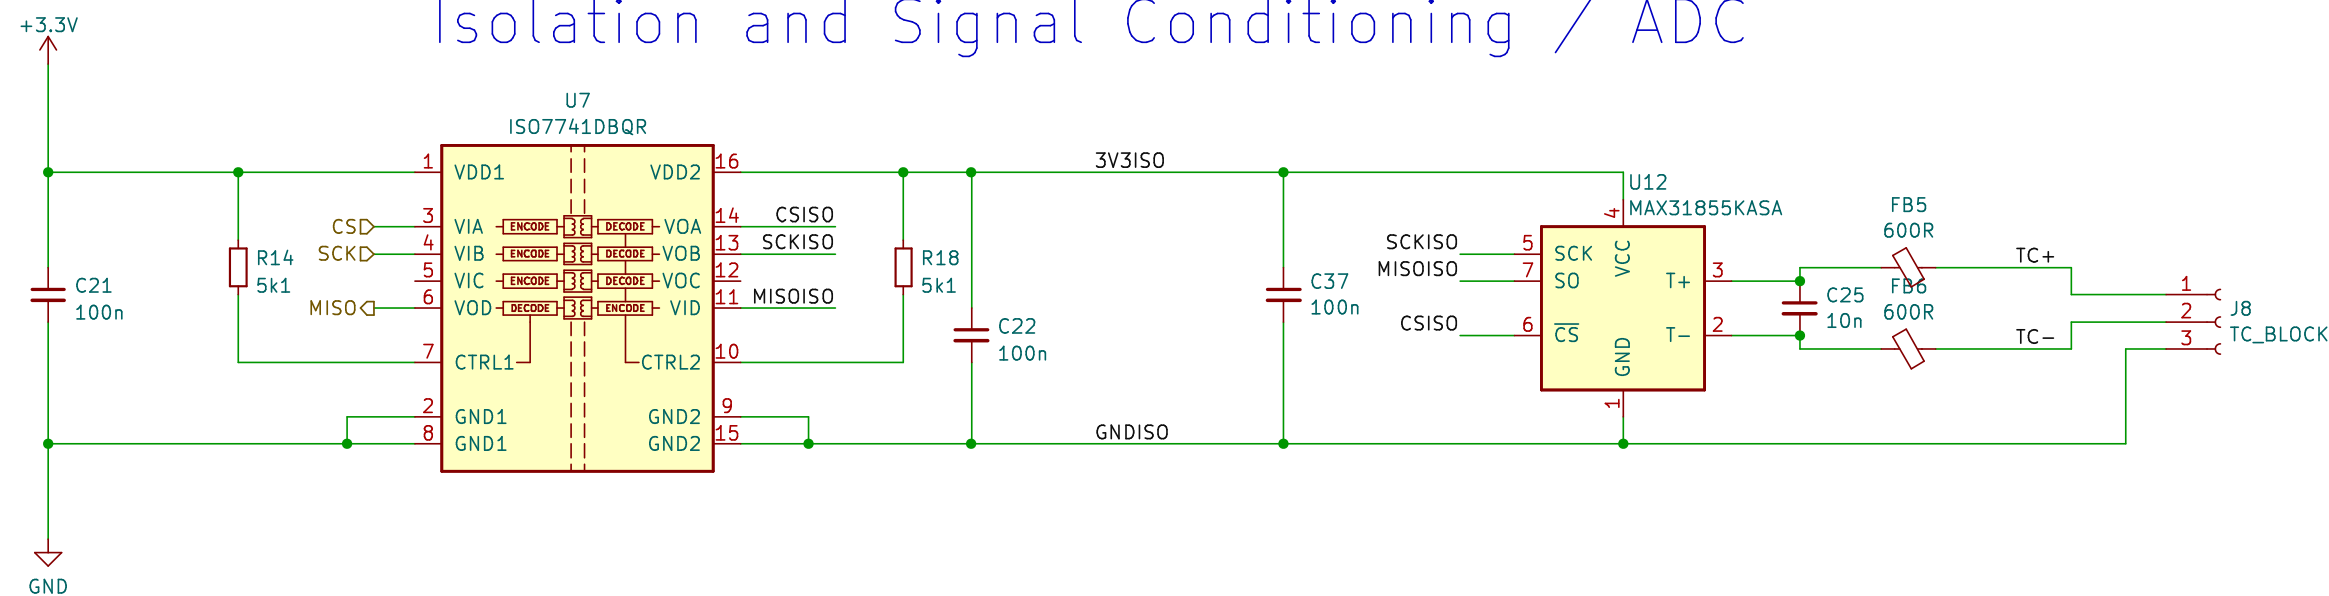 Isolation and Signal Conditioning / ADC
+3.3V
U7
ISO7741DBQR
1 VDD1 VDD2 16
3V3ISO
U12
MAX31855KASA
4
FB5
600R
CS 3 VIA ENCODE DECODE VOA 14 CSISO
SCK 4 VIB ENCODE DECODE VOB 13 SCKISO
5 VIC ENCODE DECODE VOC 12
MISO 6 VOD DECODE ENCODE VID 11 MISOISO
7 CTRL1 CTRL2 10
2 GND1 GND2 9
8 GND1 GND2 15
R14
5k1
C21
100n
R18
5k1
C22
100n
C37
100n
GNDISO
SCKISO 5 SCK
MISOISO 7 SO
CSISO 6 CS
VCC
GND
1
T+ 3
T- 2
C25
10n
FB6
600R
TC+
TC-
1
2
3
J8
TC_BLOCK
GND